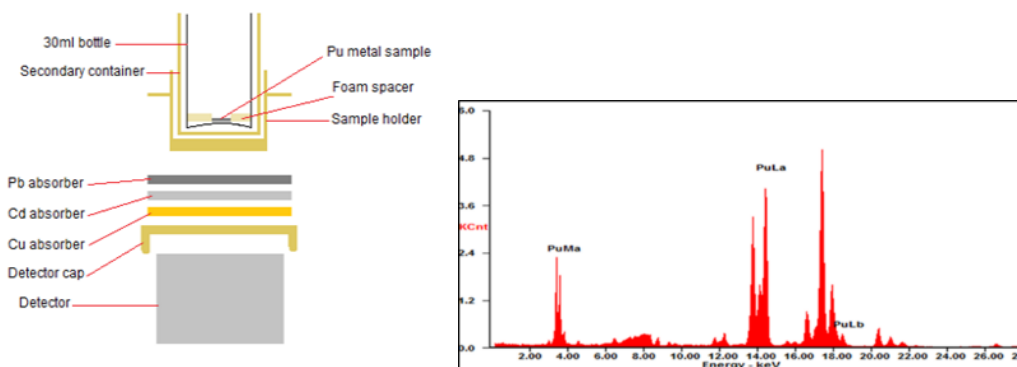 30ml bottle
Secondary container
Pu metal sample
Foam spacer
Sample holder
Pb absorber
Cd absorber
Cu absorber
Detector cap
Detector
6.0
4.8
3.6
KCnt
2.4
1.2
0.0
PuMa
PuLa
PuLb
2.00 4.00 6.00 8.00 10.00 12.00 14.00 16.00 18.00 20.00 22.00 24.00 26.00
Energy - keV